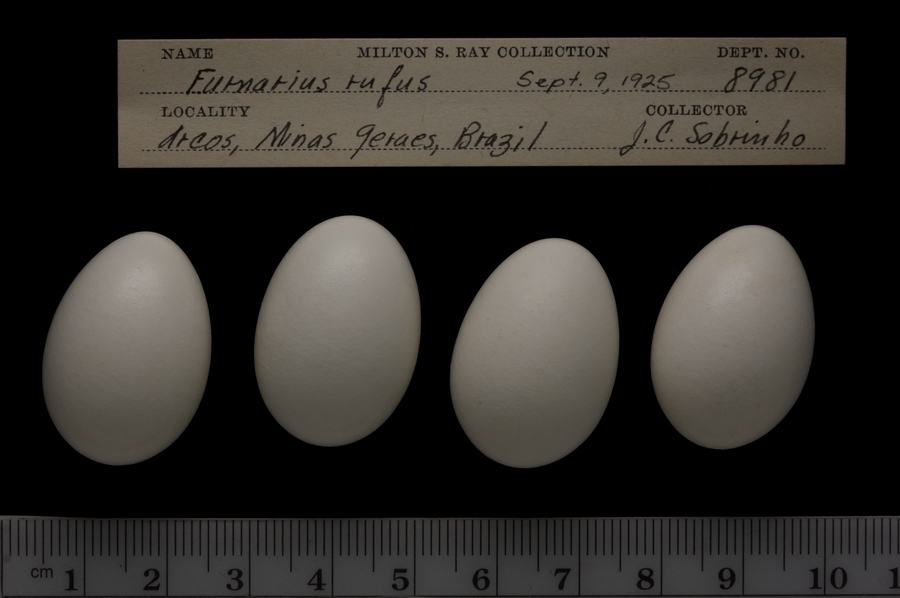 NAME MILTON S. RAY COLLECTION DEPT. NO.
Furnarius rufus Sept. 9, 1925 8981
LOCALITY COLLECTOR
Arcos, Minas Geraes, Brazil J.C. Sobrinho
cm 1 2 3 4 5 6 7 8 9 10 1